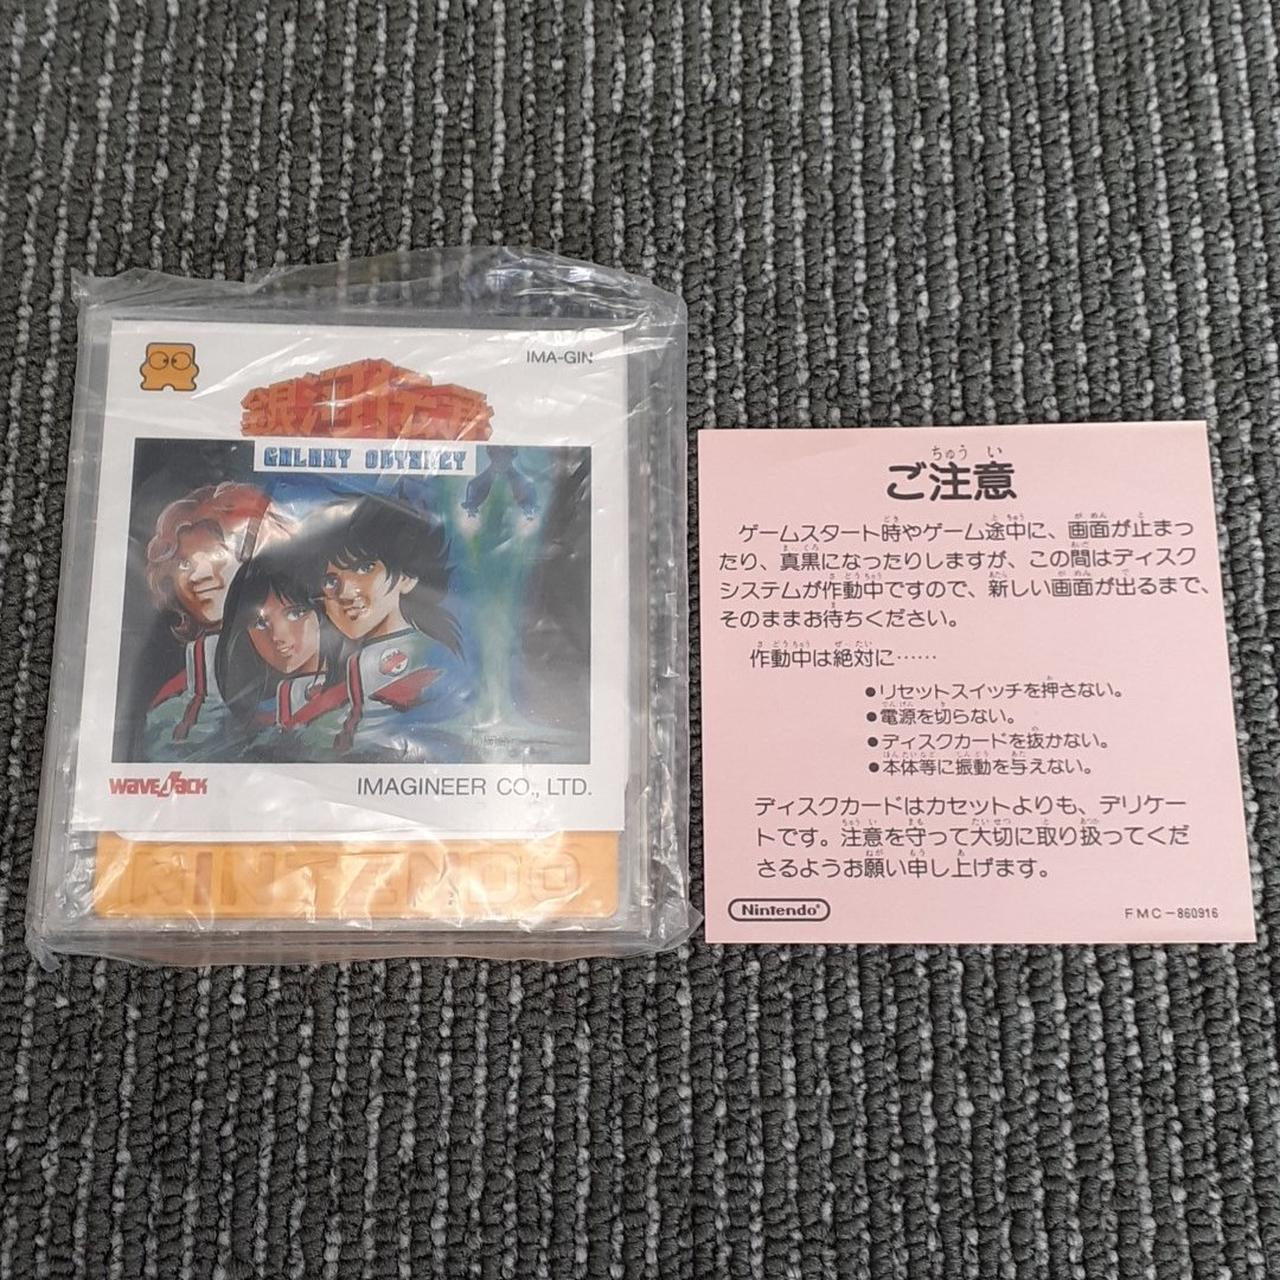 IMA-GIN
銀河伝承
GALAXY ODYSSEY
WAVEJACK
IMAGINEER CO., LTD.
NINTENDO
ちゅう い
ご注意
ゲームスタート時やゲーム途中に、画面が止まっ
たり、真黒になったりしますが、この間はディスク
システムが作動中ですので、新しい画面が出るまで、
そのままお待ちください。
作動中は絶対に……
●リセットスイッチを押さない。
●電源を切らない。
●ディスクカードを抜かない。
●本体等に振動を与えない。
ディスクカードはカセットよりも、デリケー
トです。注意を守って大切に取り扱ってくだ
さるようお願い申し上げます。
Nintendo®
FMC-860916